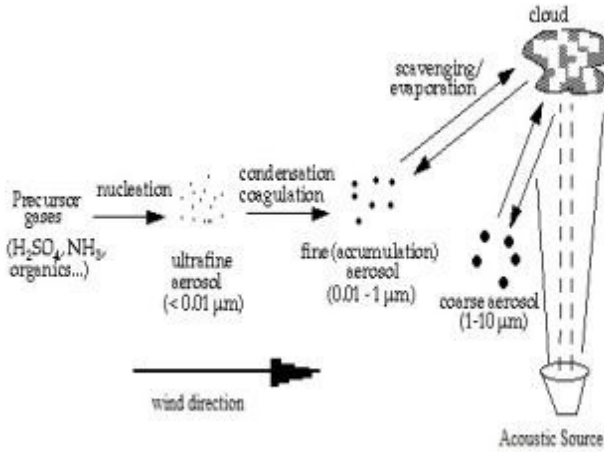 cloud
scavenging/
evaporation
nucleation
condensation
coagulation
Precursor
gases
(H₂SO₄, NH₃,
organics...)
ultrafine
aerosol
(< 0.01 µm)
fine (accumulation)
aerosol
(0.01 - 1 µm)
coarse aerosol
(1-10 µm)
wind direction
Acoustic Source